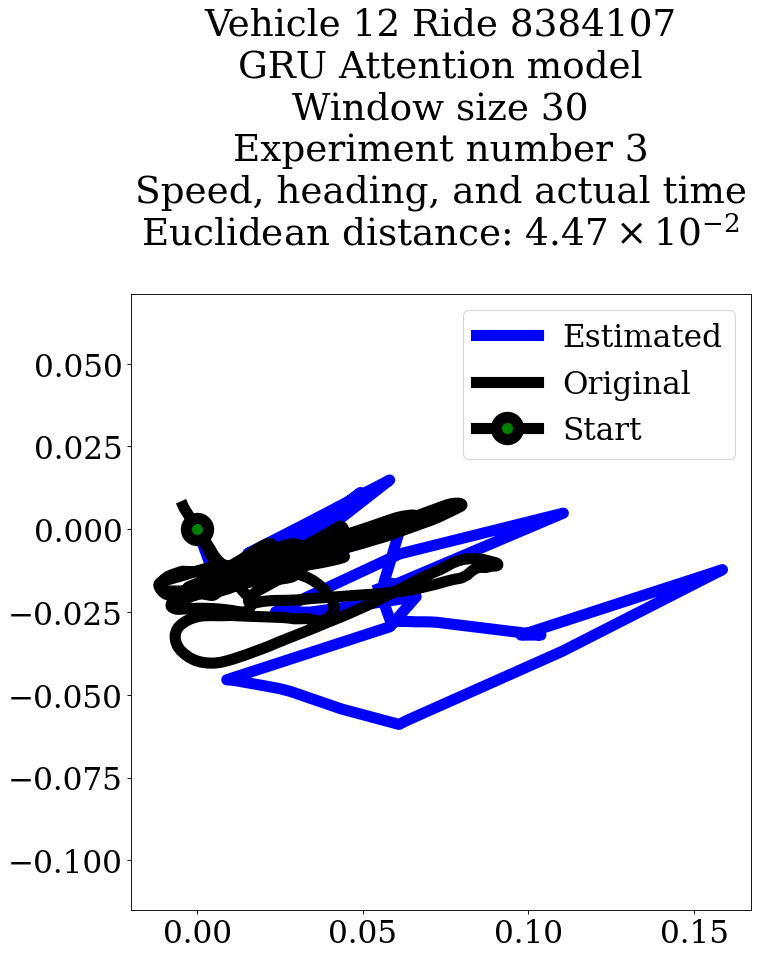 Vehicle 12 Ride 8384107
GRU Attention model
Window size 30
Experiment number 3
Speed, heading, and actual time
Euclidean distance: 4.47 × 10⁻²
Estimated
Original
Start
0.050
0.025
0.000
−0.025
−0.050
−0.075
−0.100
0.00 0.05 0.10 0.15